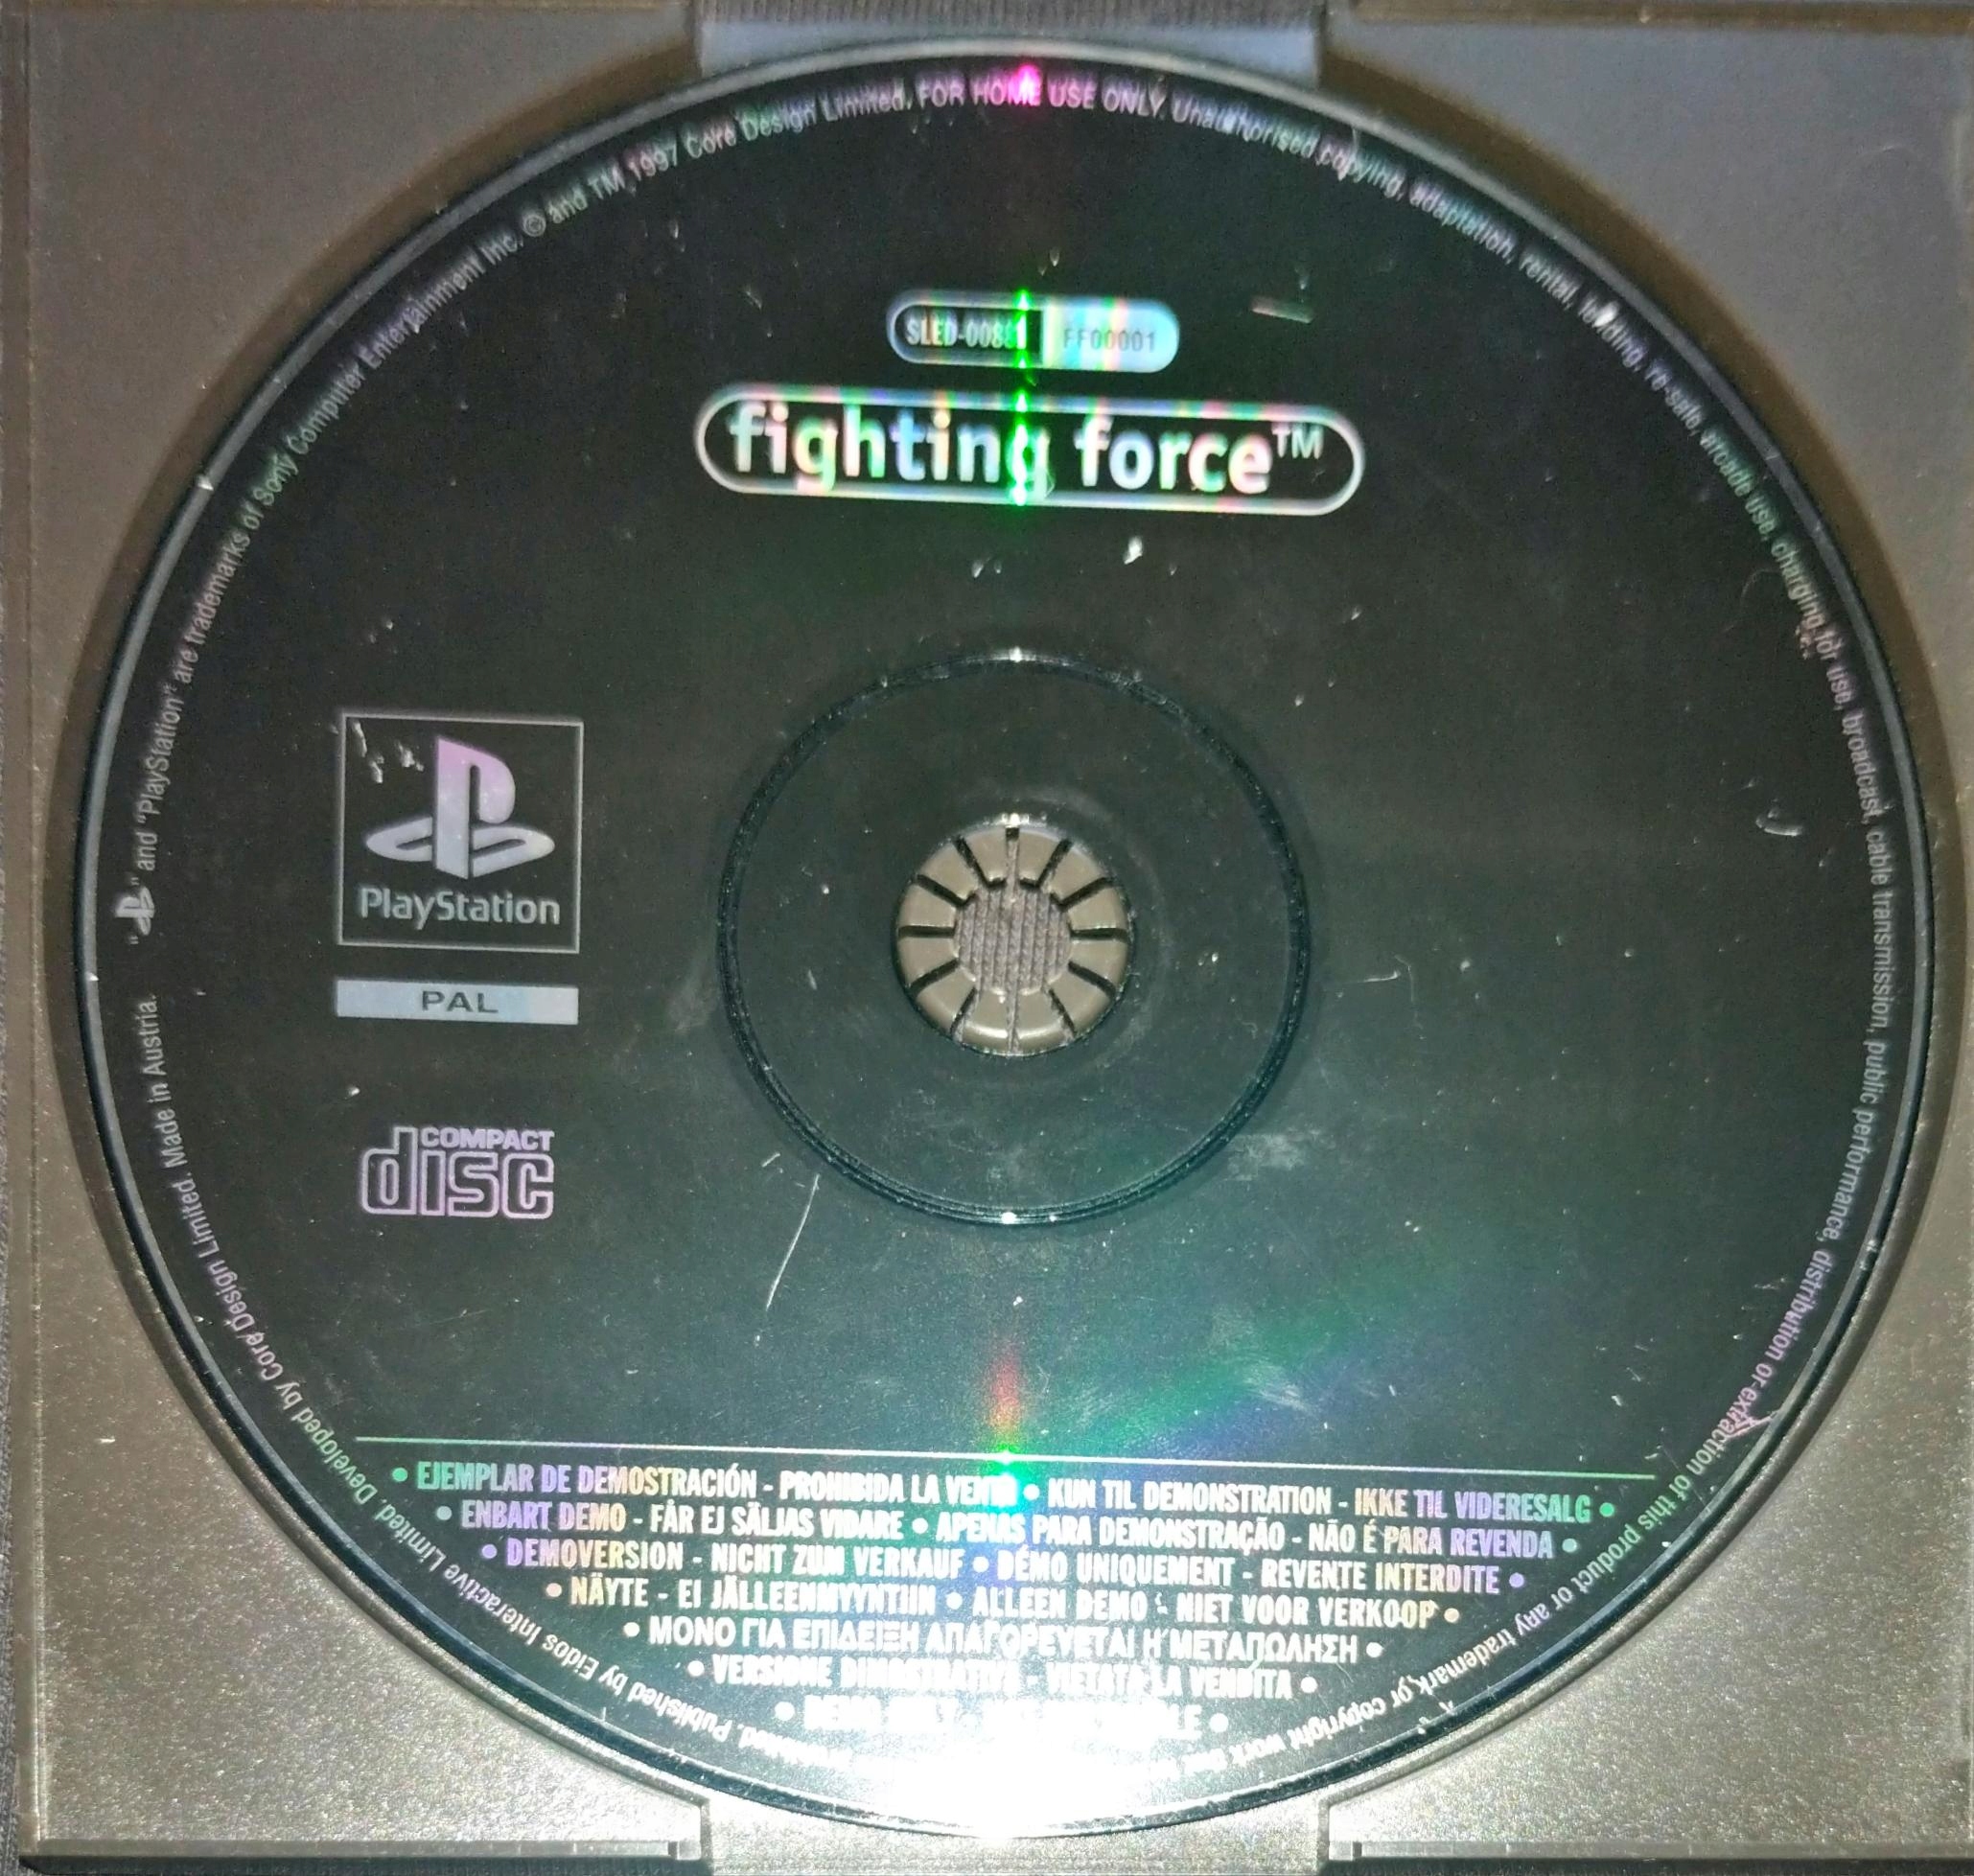 FF00001
fighting force™
PlayStation
PAL
COMPACT
disc
• EJEMPLAR DE DEMOSTRACIÓN - PROHIBIDA LA VENTA • KUN TIL DEMONSTRATION - IKKE TIL VIDERESALG •
• ENBART DEMO - FÅR EJ SÄLJAS VIDARE • APENAS PARA DEMONSTRAÇÃO - NÃO É PARA REVENDA •
• DEMOVERSION - NICHT ZUM VERKAUF • DÉMO UNIQUEMENT - REVENTE INTERDITE •
• NÄYTE - EI JÄLLEENMYYNTIIN • ALLEEN DEMO - NIET VOOR VERKOOP •
• ΜΟΝΟ ΓΙΑ ΕΠΙΔΕΙΞΗ ΑΠΑΓΟΡΕΥΕΤΑΙ Η ΜΕΤΑΠΩΛΗΣΗ •
• VERSIONE DIMOSTRATIVA - VIETATA LA VENDITA •
" " and "PlayStation" are trademarks of Sony Computer Entertainment Inc. © and TM 1997 Core Design Limited. FOR HOME USE ONLY. Unauthorised copying, adaptation, rental, lending, re-sale, arcade use, charging for use, broadcast, cable transmission, public performance, distribution or extraction of this product or any trademark or copyright work that Published by Eidos Interactive Limited. Developed by Core Design Limited. Made in Austria.